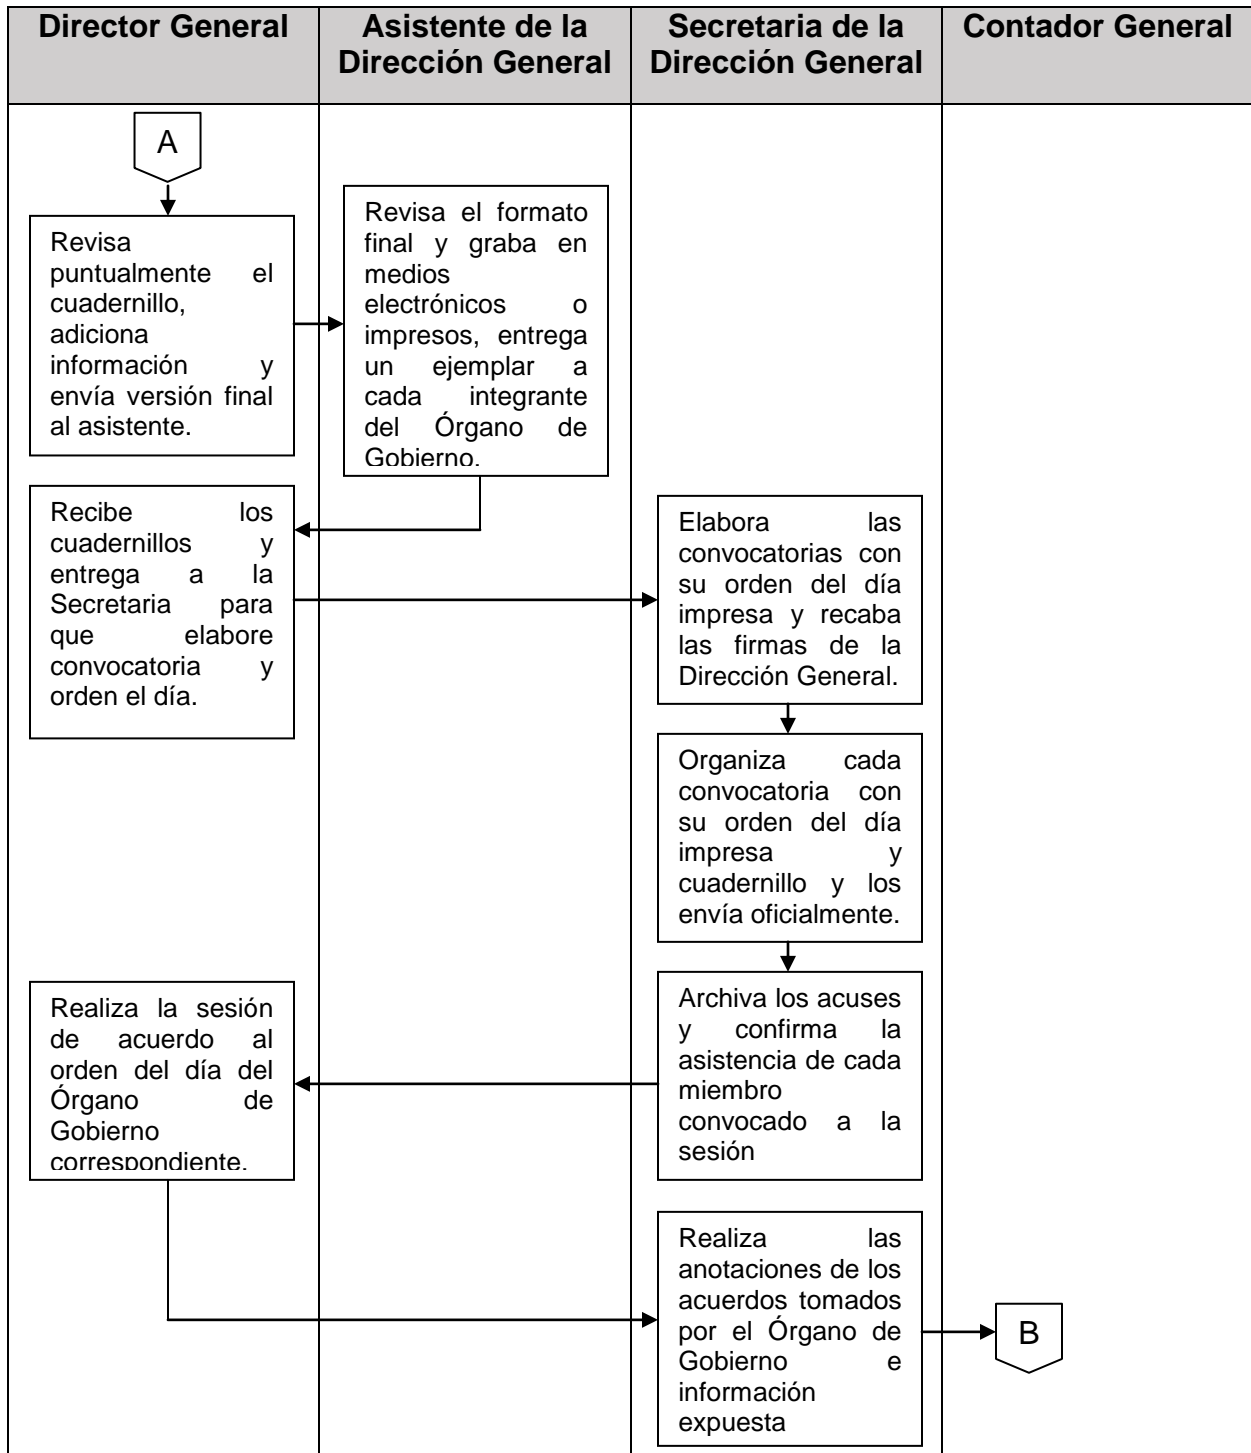 Director General
Asistente de la
Dirección General
Secretaria de la
Dirección General
Contador General
A
Revisa
puntualmente el
cuadernillo,
adiciona
información y
envía versión final
al asistente.
Revisa el formato
final y graba en
medios
electrónicos o
impresos, entrega
un ejemplar a
cada integrante
del Órgano de
Gobierno.
Recibe los
cuadernillos y
entrega a la
Secretaria para
que elabore
convocatoria y
orden el día.
Elabora las
convocatorias con
su orden del día
impresa y recaba
las firmas de la
Dirección General.
Organiza cada
convocatoria con
su orden del día
impresa y
cuadernillo y los
envía oficialmente.
Archiva los acuses
y confirma la
asistencia de cada
miembro
convocado a la
sesión
Realiza la sesión
de acuerdo al
orden del día del
Órgano de
Gobierno
correspondiente.
Realiza las
anotaciones de los
acuerdos tomados
por el Órgano de
Gobierno e
información
expuesta
B